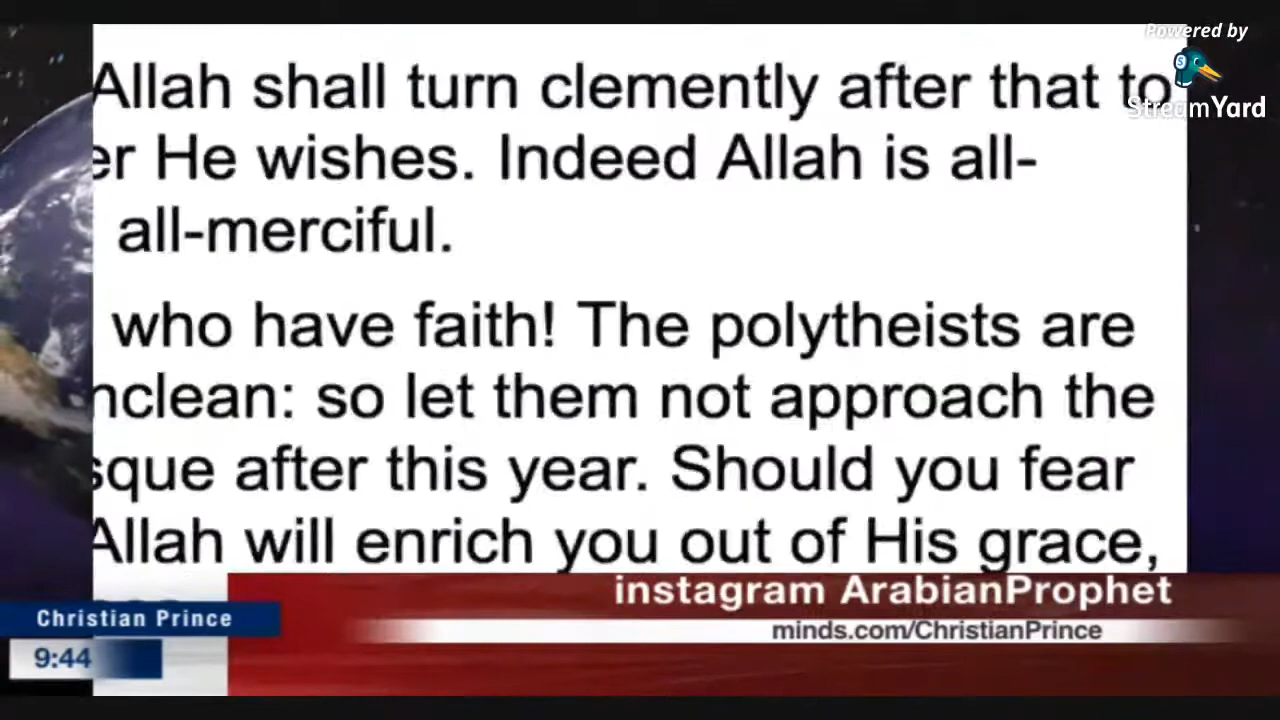 Powered by
StreamYard
Allah shall turn clemently after that to
er He wishes. Indeed Allah is all-
all-merciful.
who have faith! The polytheists are
nclean: so let them not approach the
sque after this year. Should you fear
Allah will enrich you out of His grace,
instagram ArabianProphet
Christian Prince
minds.com/ChristianPrince
9:44